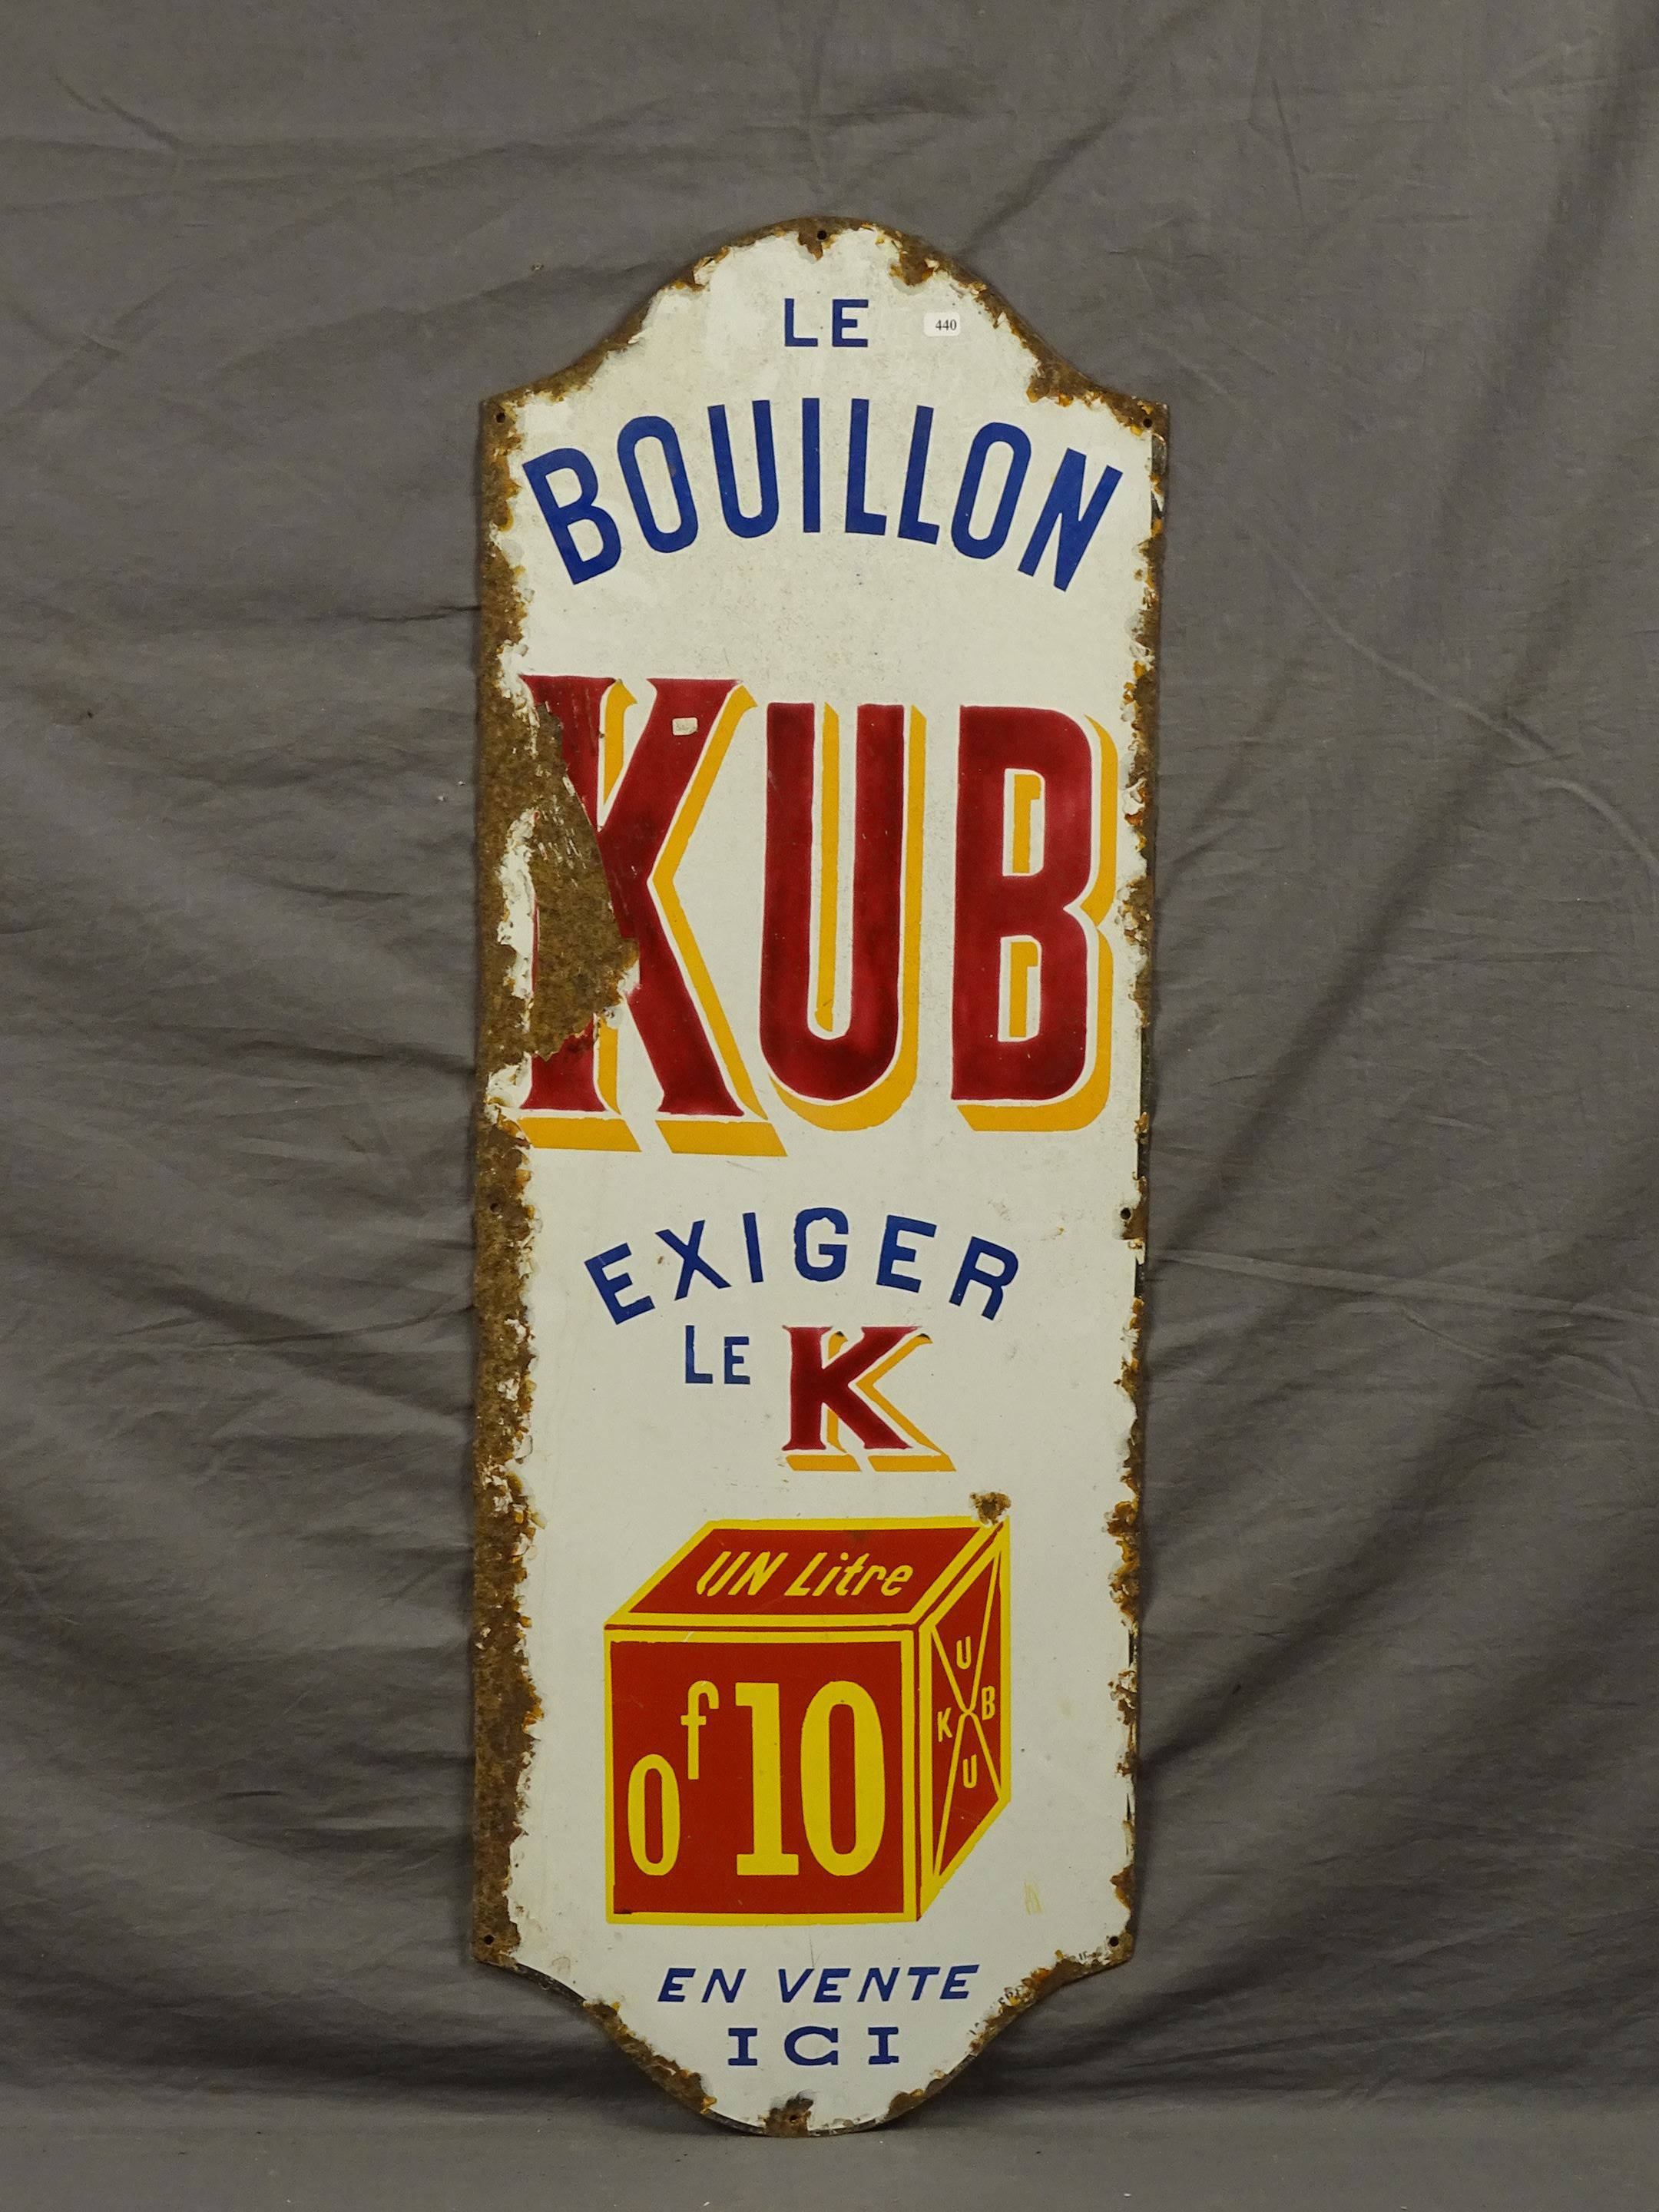 LE
440
BOUILLON
KUB
EXIGER
LE K
UN Litre
0f10
U
K B
U
EN VENTE
ICI